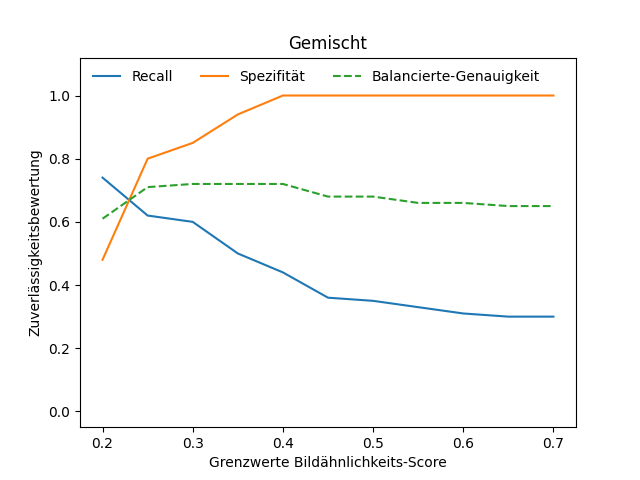 Gemischt
Recall Spezifität Balancierte-Genauigkeit
1.0
0.8
0.6
0.4
0.2
0.0
Zuverlässigkeitsbewertung
0.2 0.3 0.4 0.5 0.6 0.7
Grenzwerte Bildähnlichkeits-Score